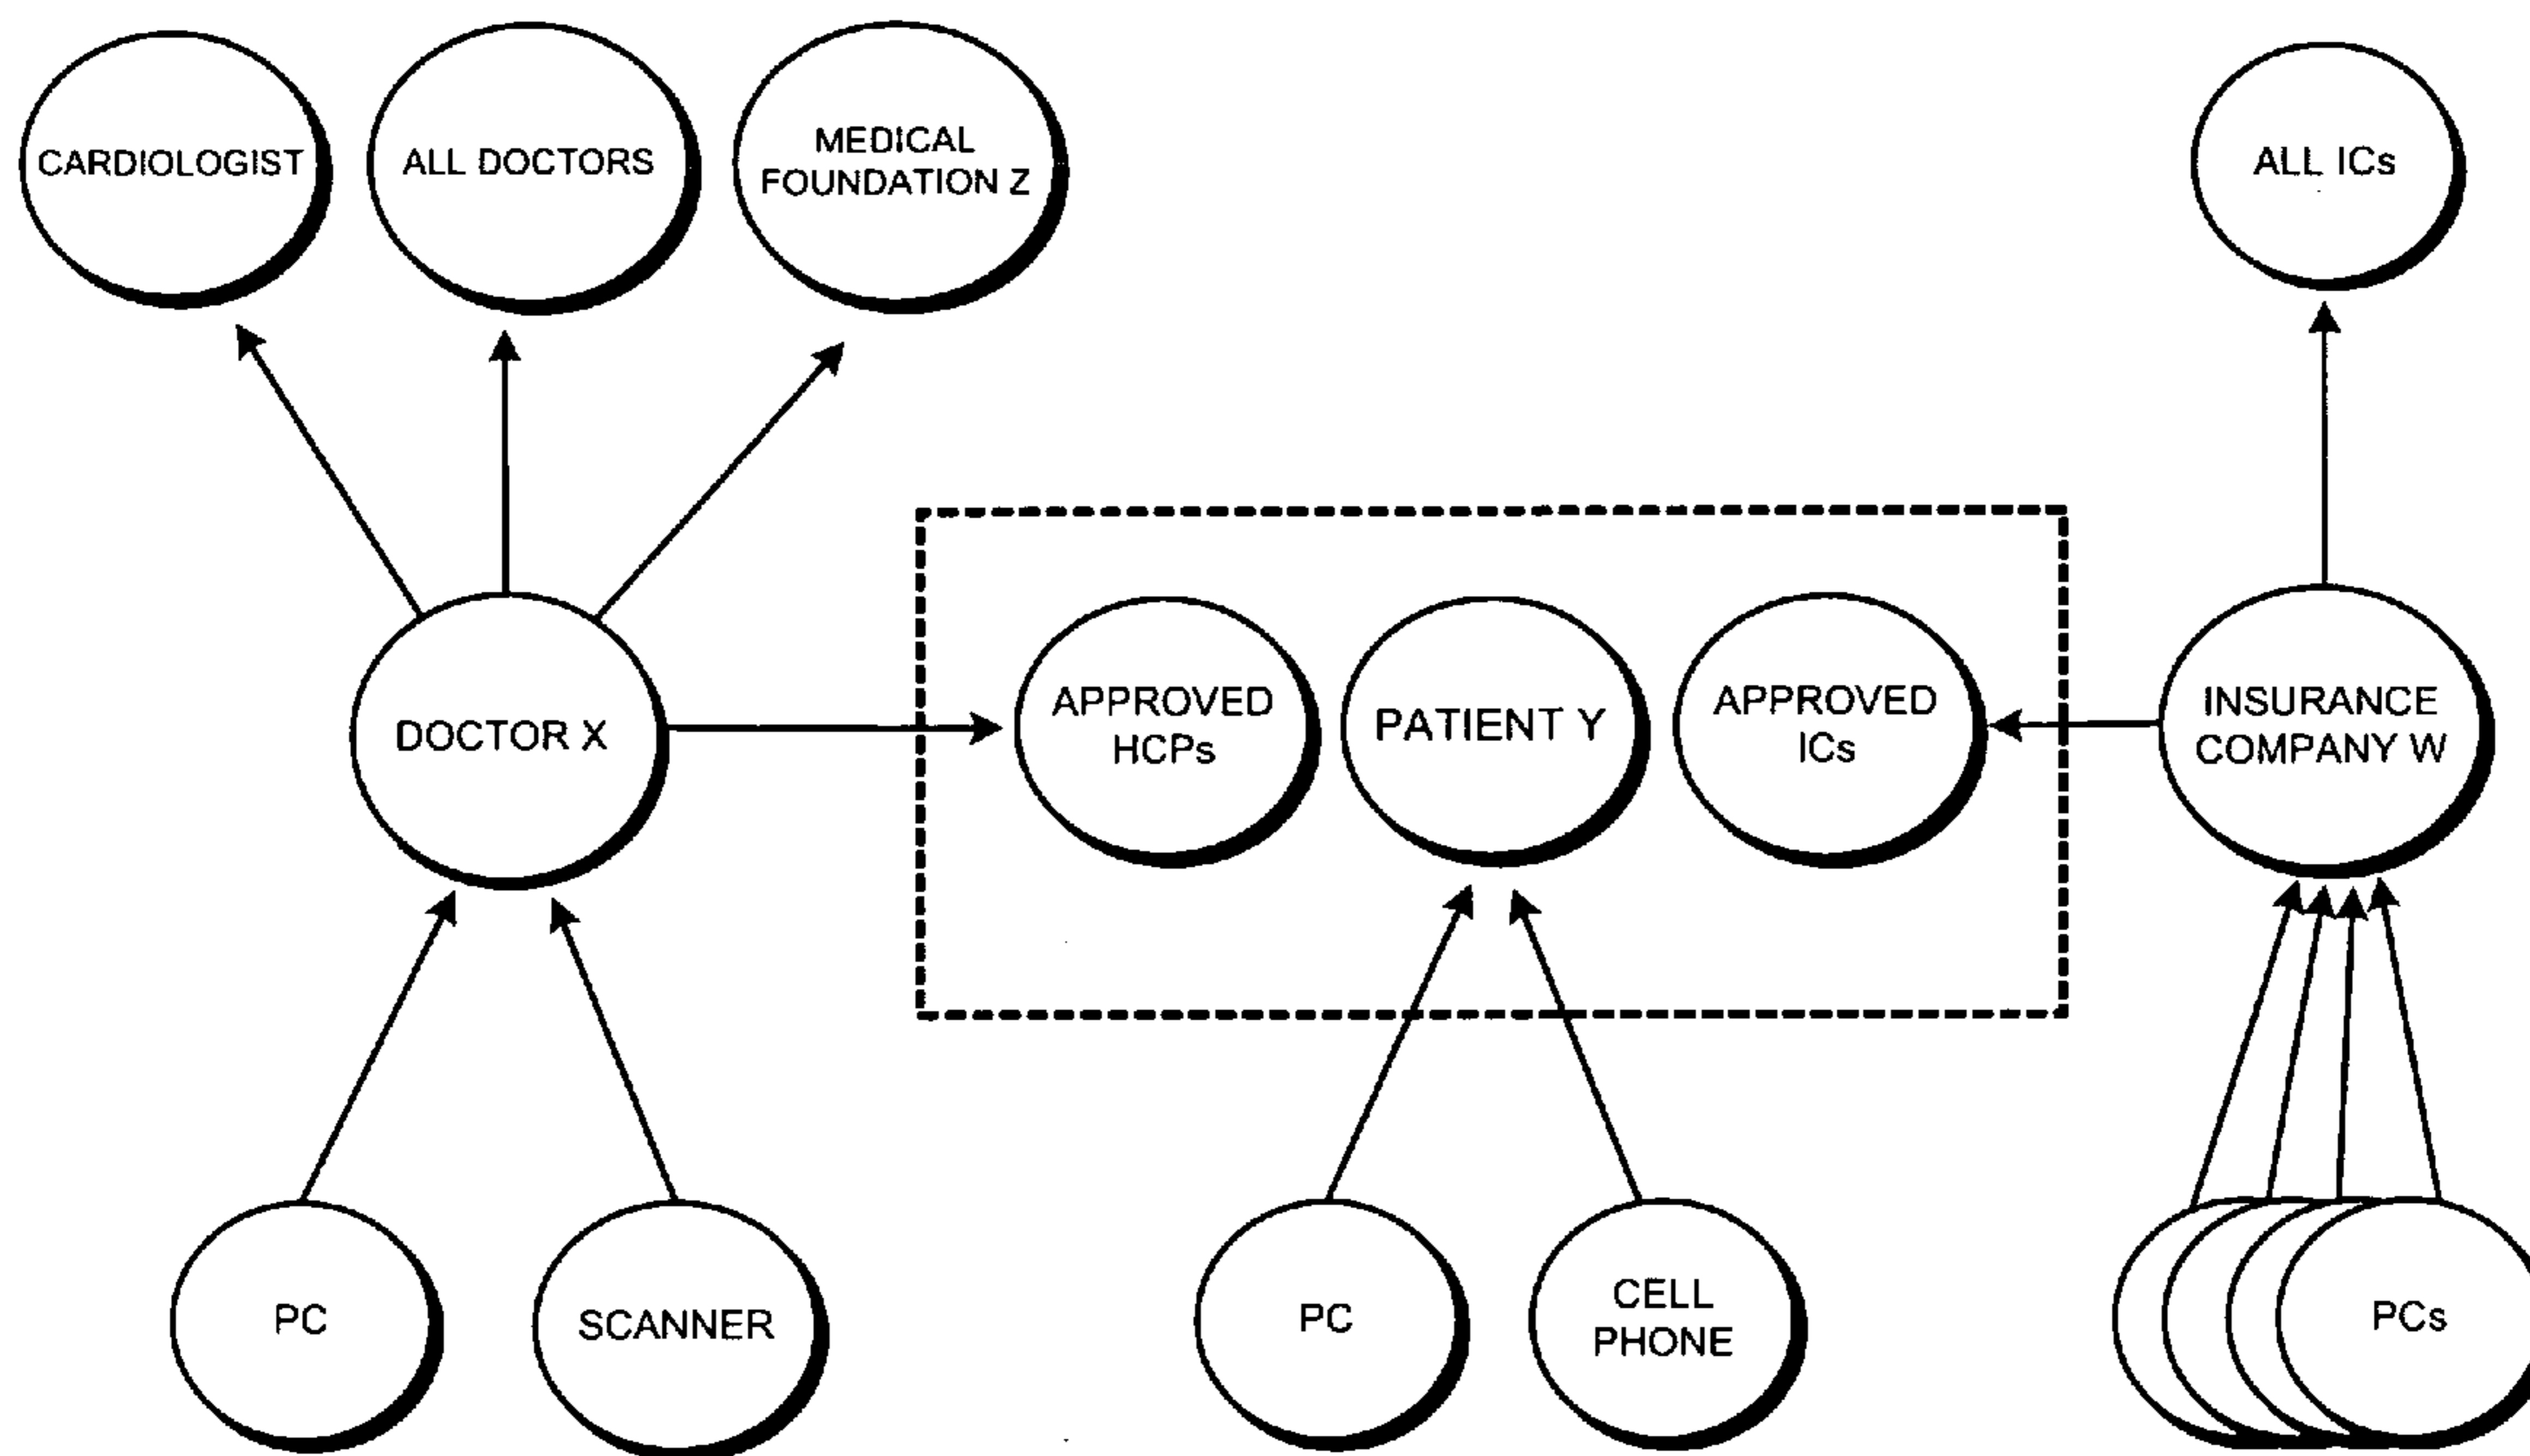 CARDIOLOGIST
ALL DOCTORS
MEDICAL
FOUNDATION Z
ALL ICs
DOCTOR X
APPROVED
HCPs
PATIENT Y
APPROVED
ICs
INSURANCE
COMPANY W
PC
SCANNER
PC
CELL
PHONE
PCs